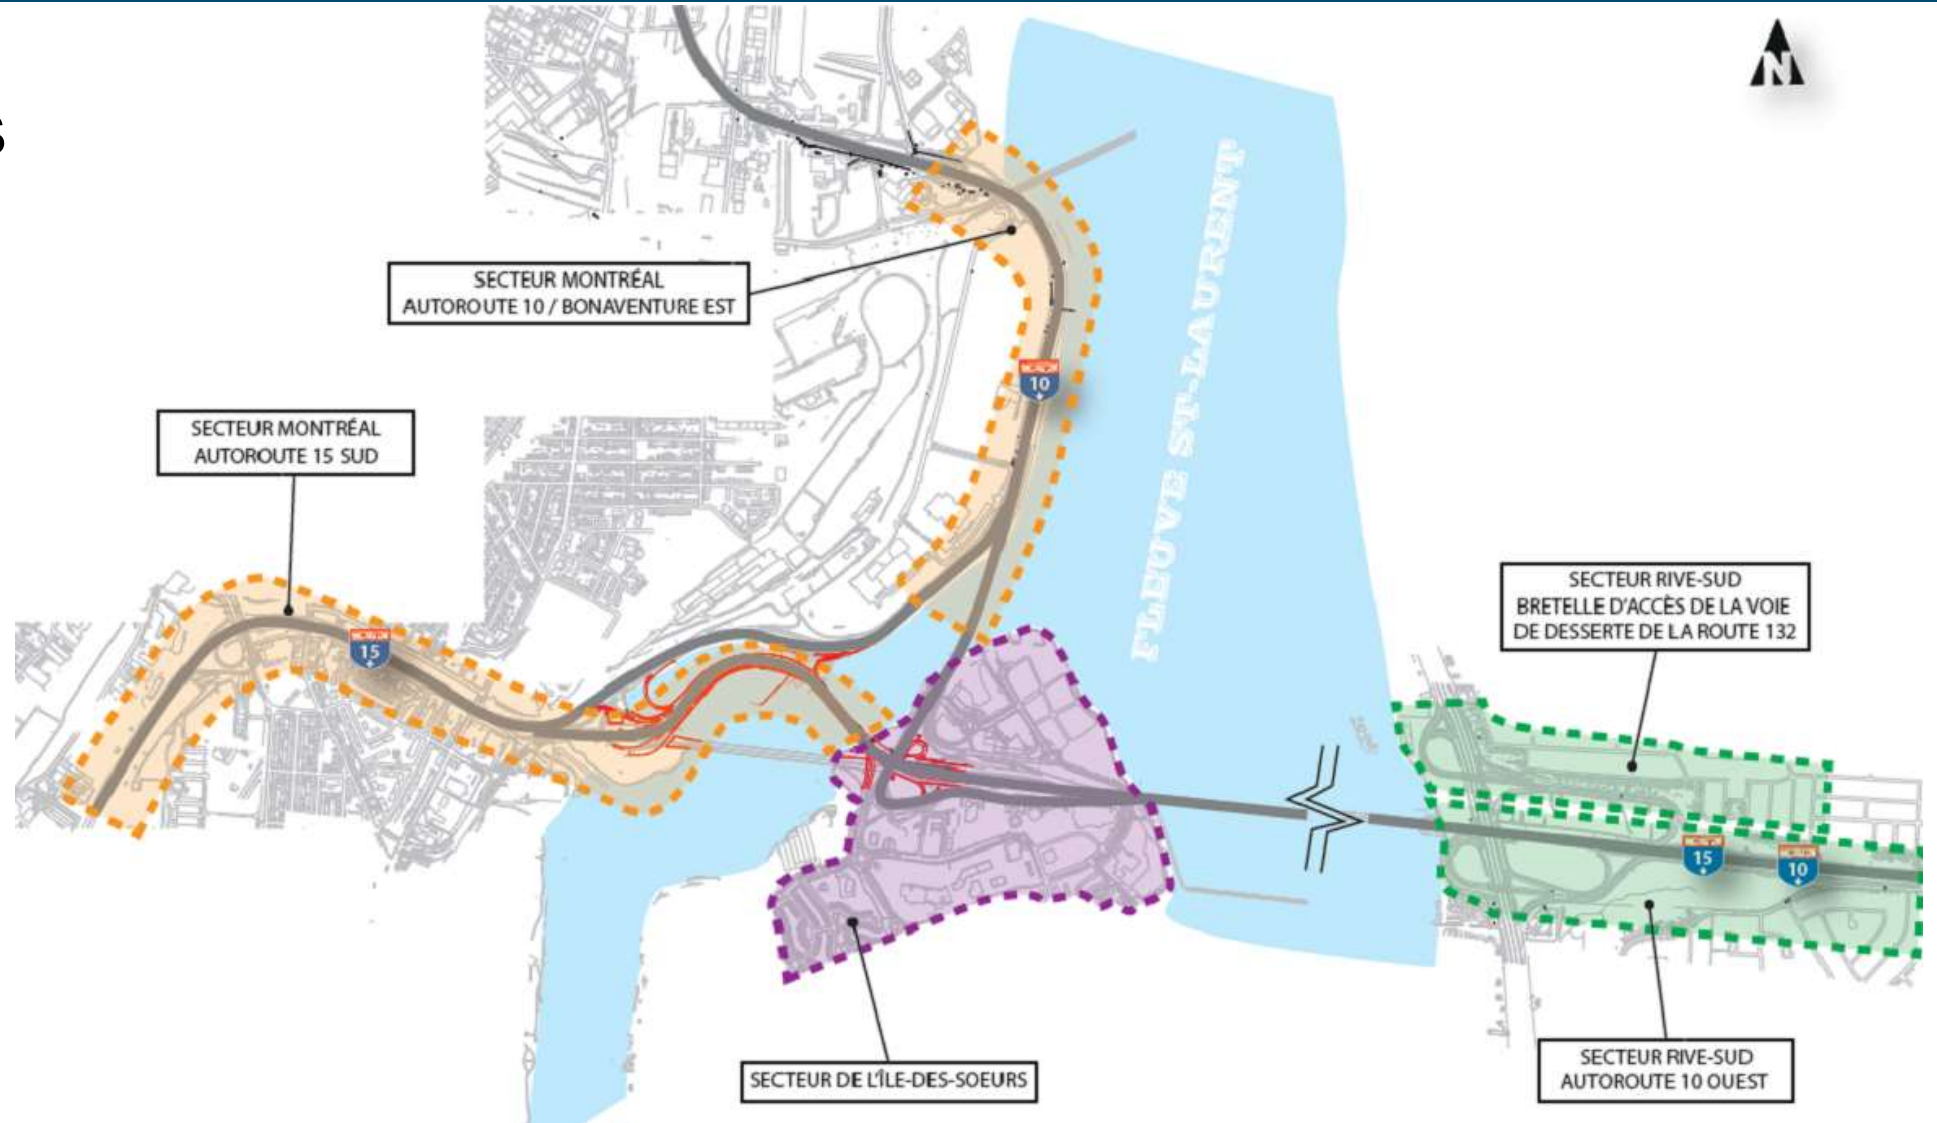 S
N
SECTEUR MONTRÉAL
AUTOROUTE 10 / BONAVENTURE EST
FLEUVE ST-LAURENT
10
SECTEUR MONTRÉAL
AUTOROUTE 15 SUD
15
SECTEUR RIVE-SUD
BRETELLE D'ACCÈS DE LA VOIE
DE DESSERTE DE LA ROUTE 132
15
10
SECTEUR DE L'ÎLE-DES-SOEURS
SECTEUR RIVE-SUD
AUTOROUTE 10 OUEST